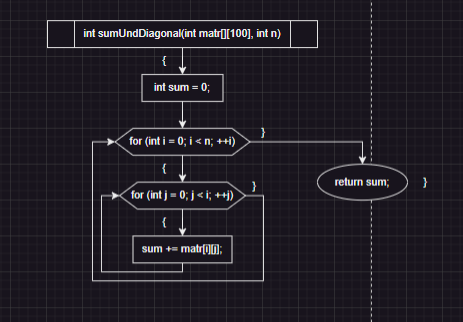 int sumUndDiagonal(int matr[][100], int n)
{
int sum = 0;
for (int i = 0; i < n; ++i)
}
{
return sum;
}
for (int j = 0; j < i; ++j)
}
{
sum += matr[i][j];